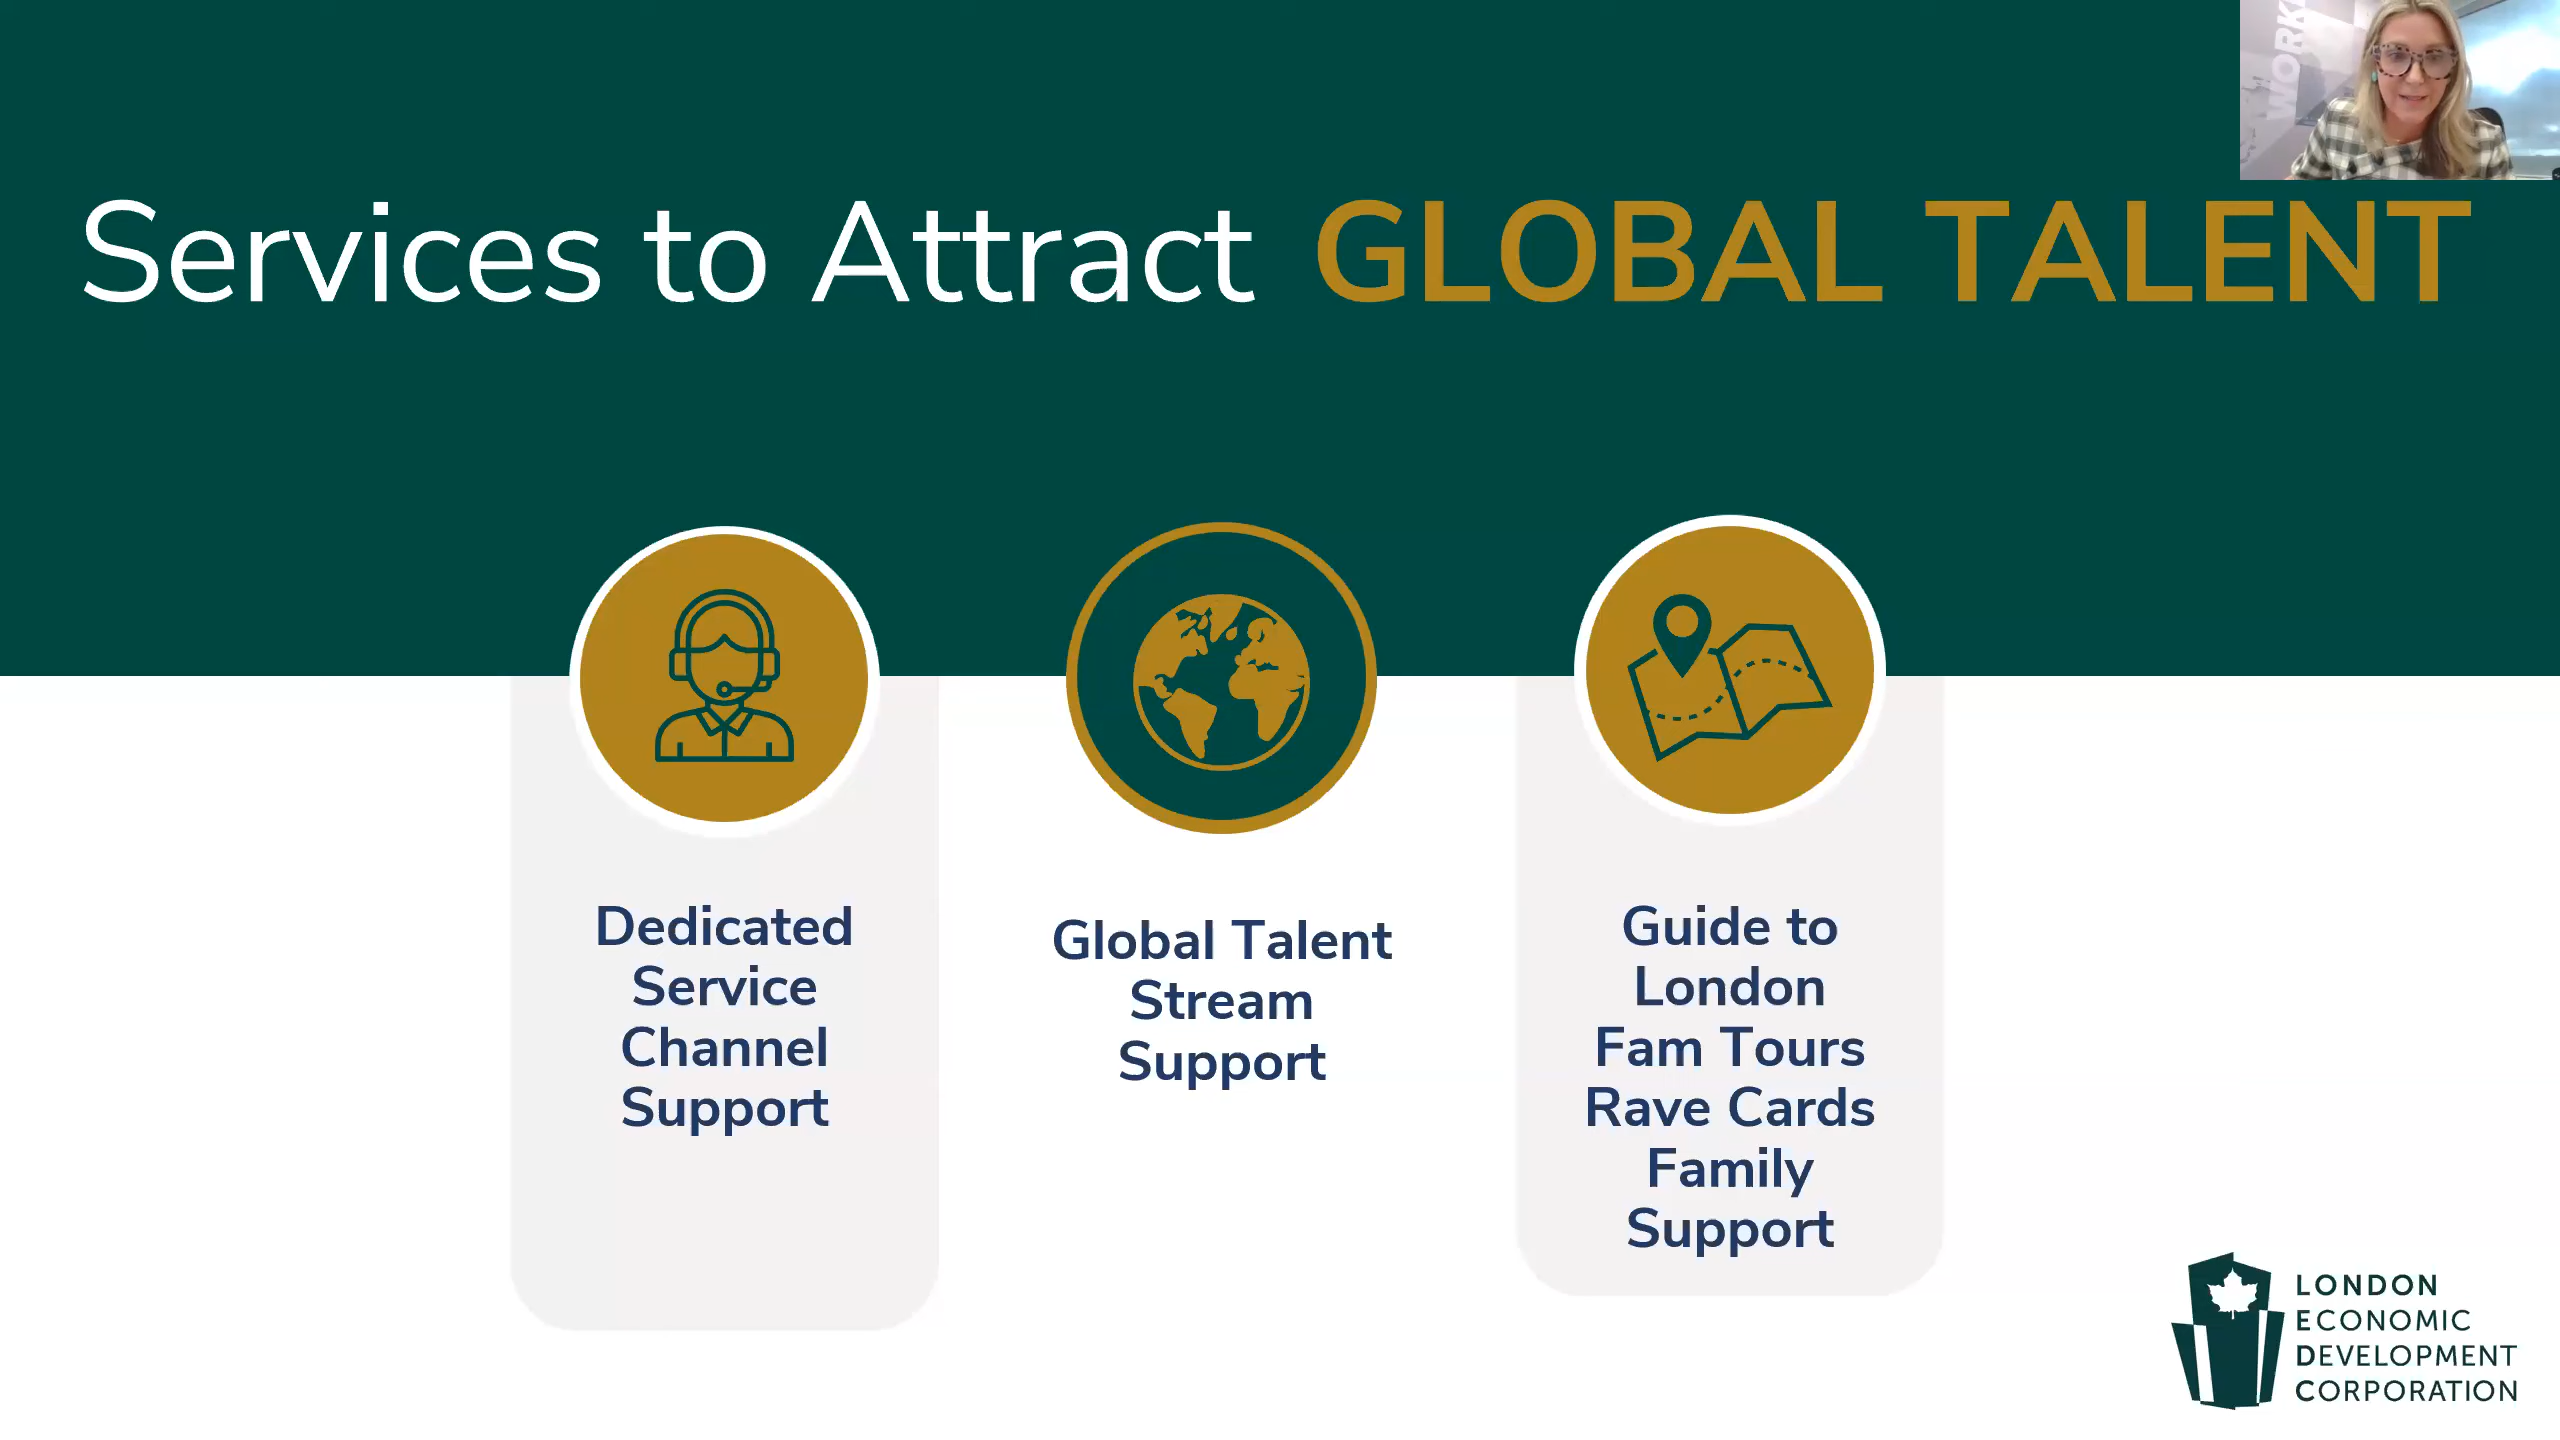 WORK
Services to Attract GLOBAL TALENT
Dedicated
Service
Channel
Support
Global Talent
Stream
Support
Guide to
London
Fam Tours
Rave Cards
Family
Support
LONDON
ECONOMIC
DEVELOPMENT
CORPORATION